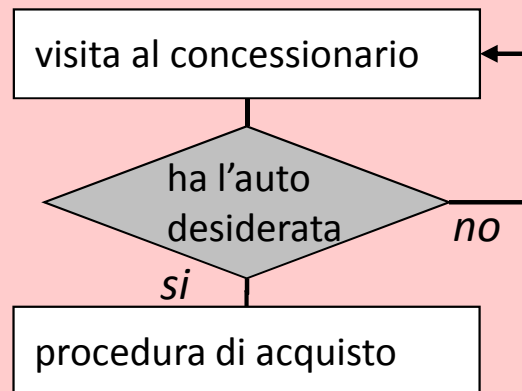 visita al concessionario
ha l’auto
desiderata
no
si
procedura di acquisto